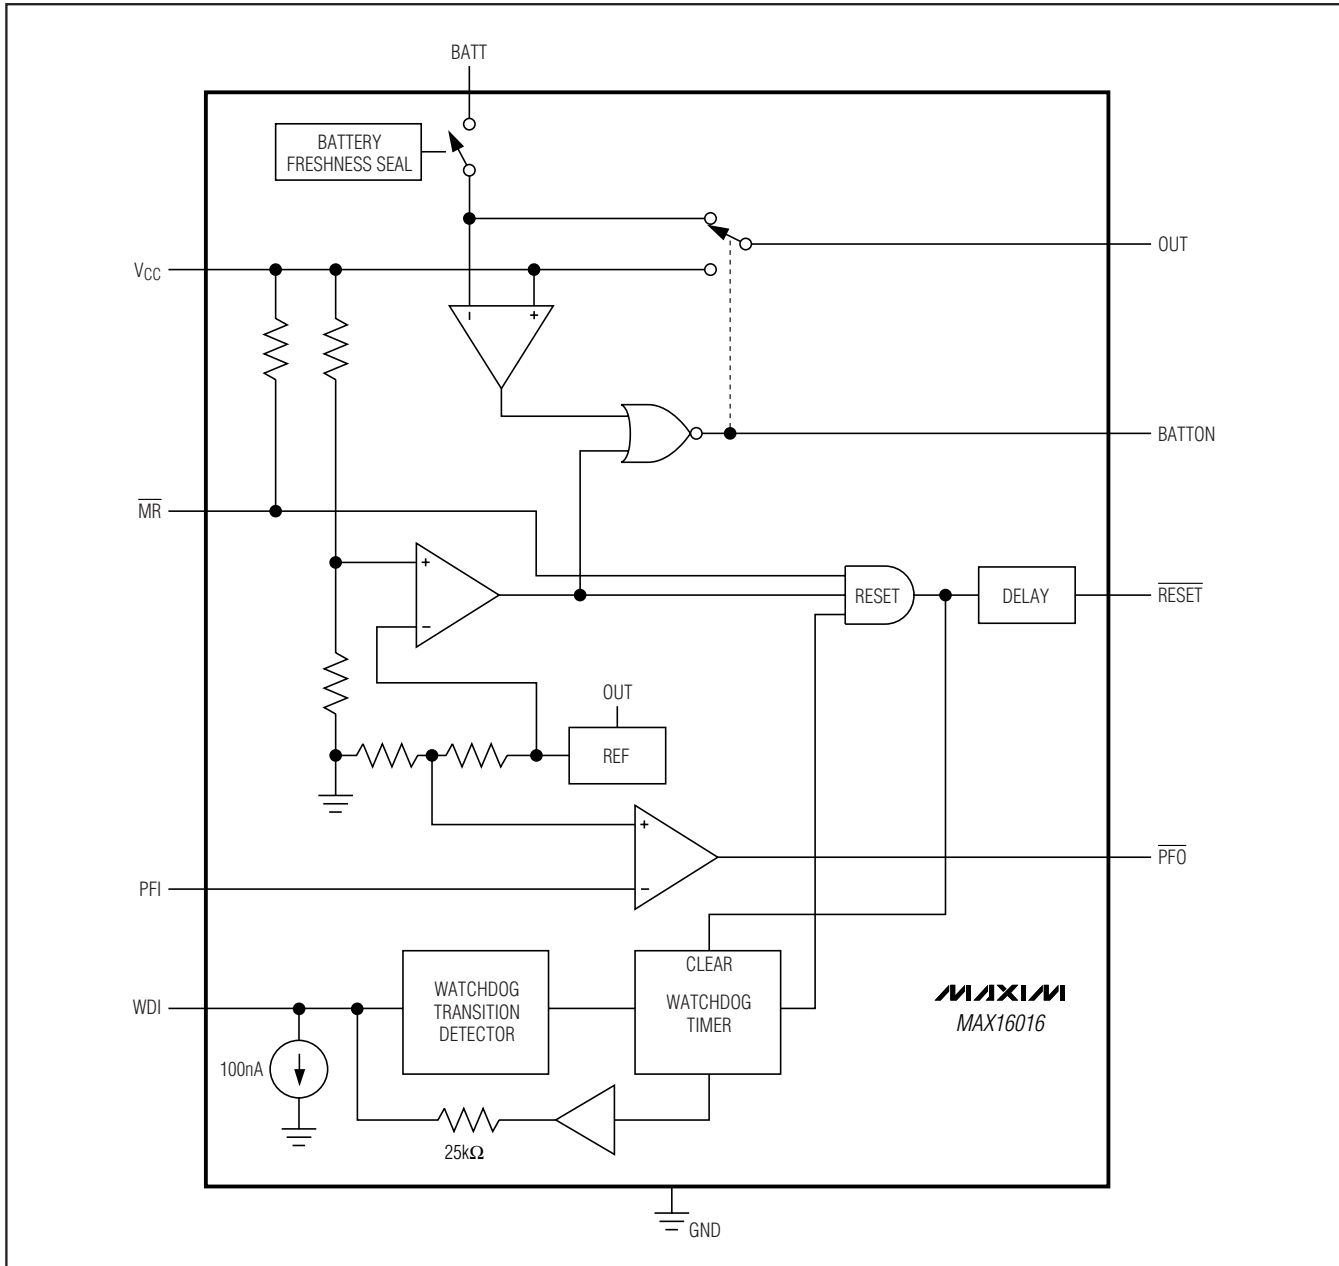 BATT
BATTERY
FRESHNESS SEAL
OUT
VCC
BATTON
MR
RESET
DELAY
RESET
OUT
REF
PFO
PFI
CLEAR
WATCHDOG
TIMER
WATCHDOG
TRANSITION
DETECTOR
WDI
MAXIM
MAX16016
100nA
25kΩ
GND
+
–
+
–
+
–